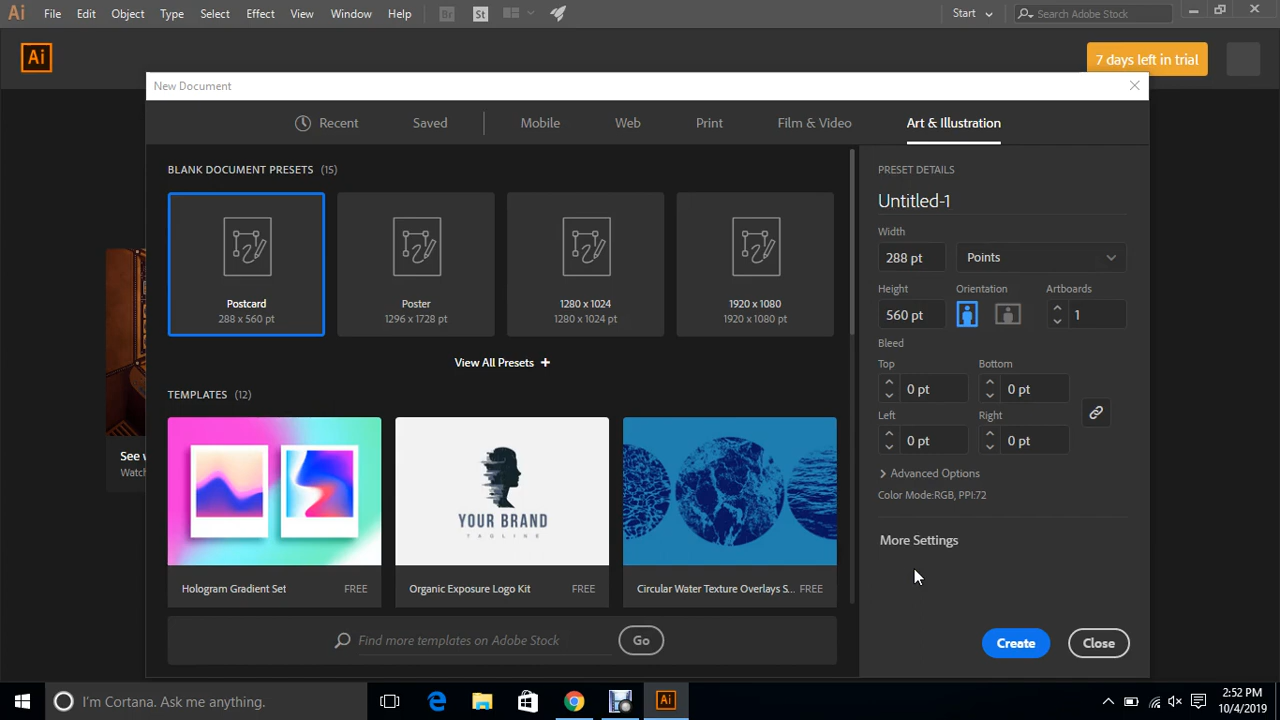 Ai File Edit Object Type Select Effect View Window Help Br St Start Search Adobe Stock
Ai 7 days left in trial
New Document
Recent Saved Mobile Web Print Film & Video Art & Illustration
BLANK DOCUMENT PRESETS (15)
Postcard
288 x 560 pt
Poster
1296 x 1728 pt
1280 x 1024
1280 x 1024 pt
1920 x 1080
1920 x 1080 pt
View All Presets +
TEMPLATES (12)
YOUR BRAND
TAGLINE
Hologram Gradient Set FREE
Organic Exposure Logo Kit FREE
Circular Water Texture Overlays S... FREE
Find more templates on Adobe Stock Go
PRESET DETAILS
Untitled-1
Width
288 pt Points
Height Orientation Artboards
560 pt 1
Bleed
Top Bottom
0 pt 0 pt
Left Right
0 pt 0 pt
Advanced Options
Color Mode:RGB, PPI:72
More Settings
Create Close
See
Watch
I'm Cortana. Ask me anything.
Ai
2:52 PM
10/4/2019